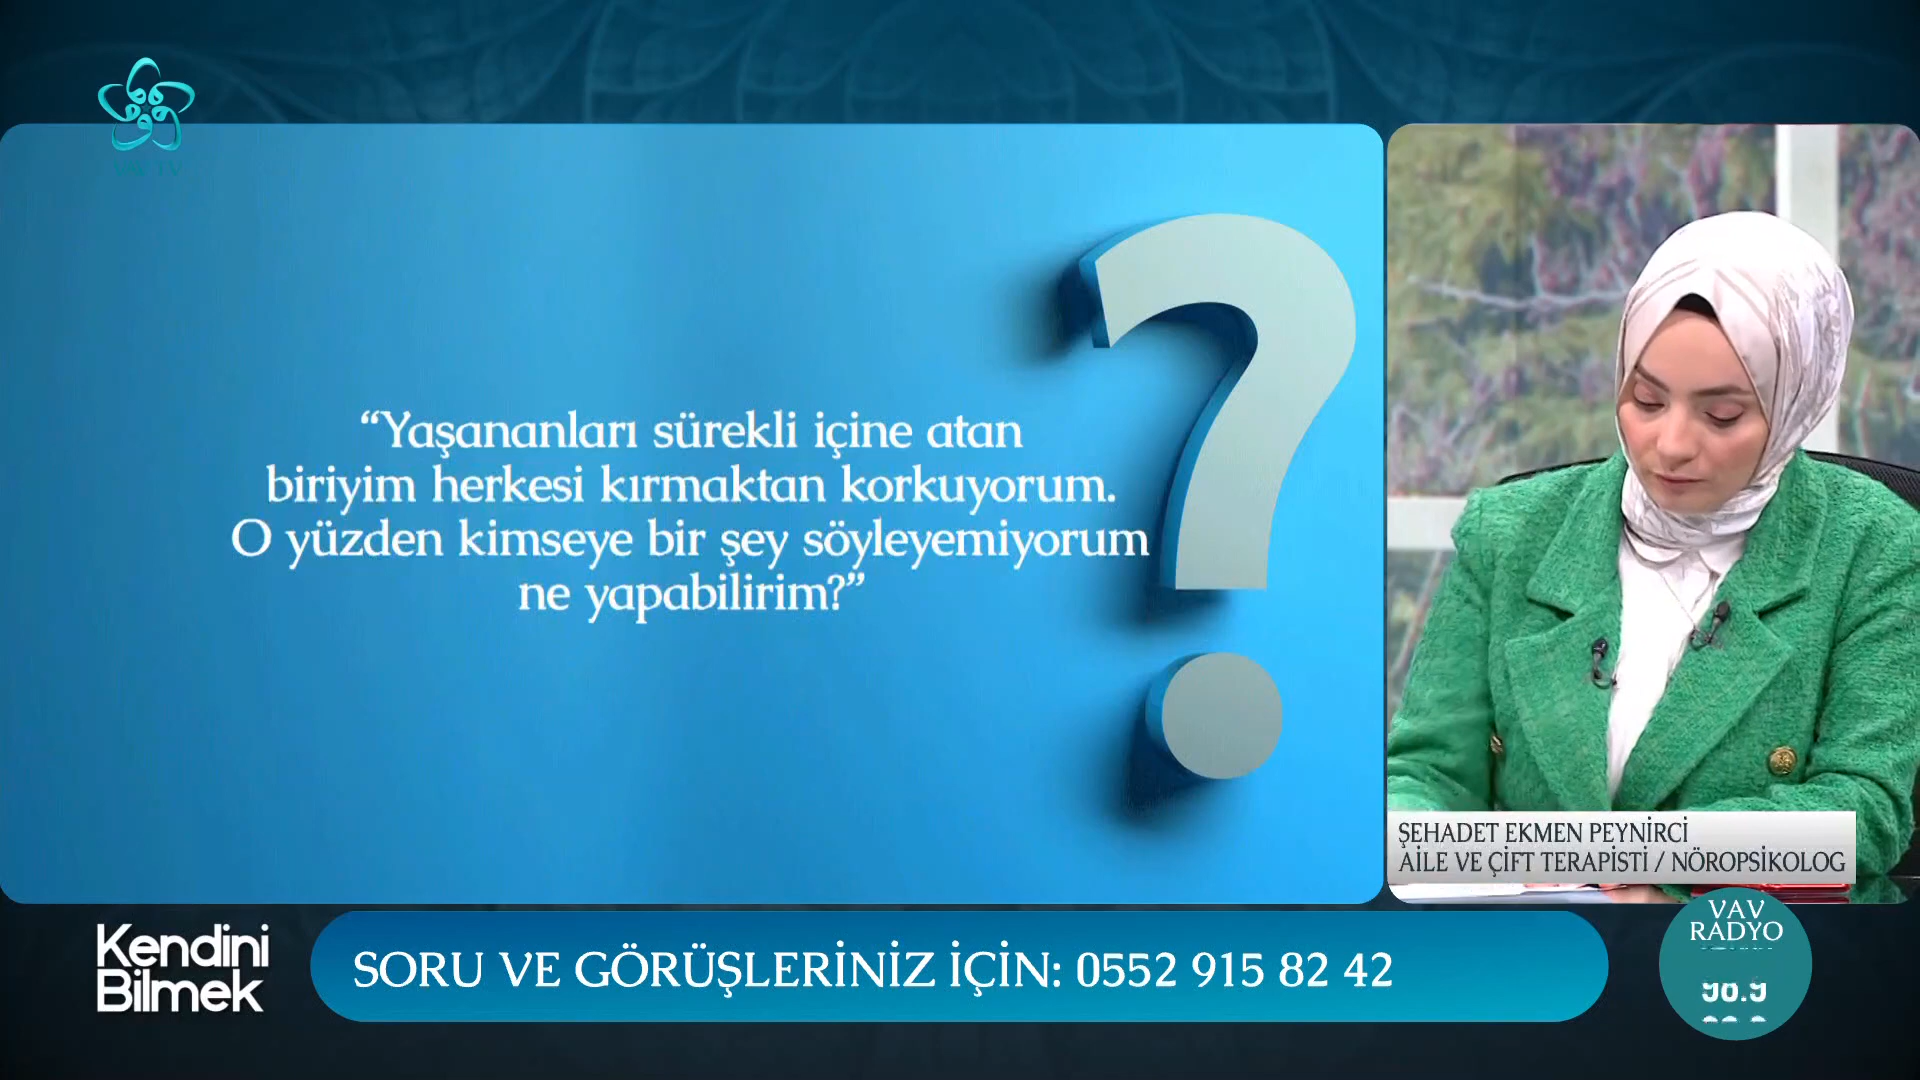 VAV TV
“Yaşananları sürekli içine atan
biriyim herkesi kırmaktan korkuyorum.
O yüzden kimseye bir şey söyleyemiyorum
ne yapabilirim?”
ŞEHADET EKMEN PEYNİRCİ
AİLE VE ÇİFT TERAPİSTİ / NÖROPSİKOLOG
Kendini
Bilmek
SORU VE GÖRÜŞLERİNİZ İÇİN: 0552 915 82 42
VAV
RADYO